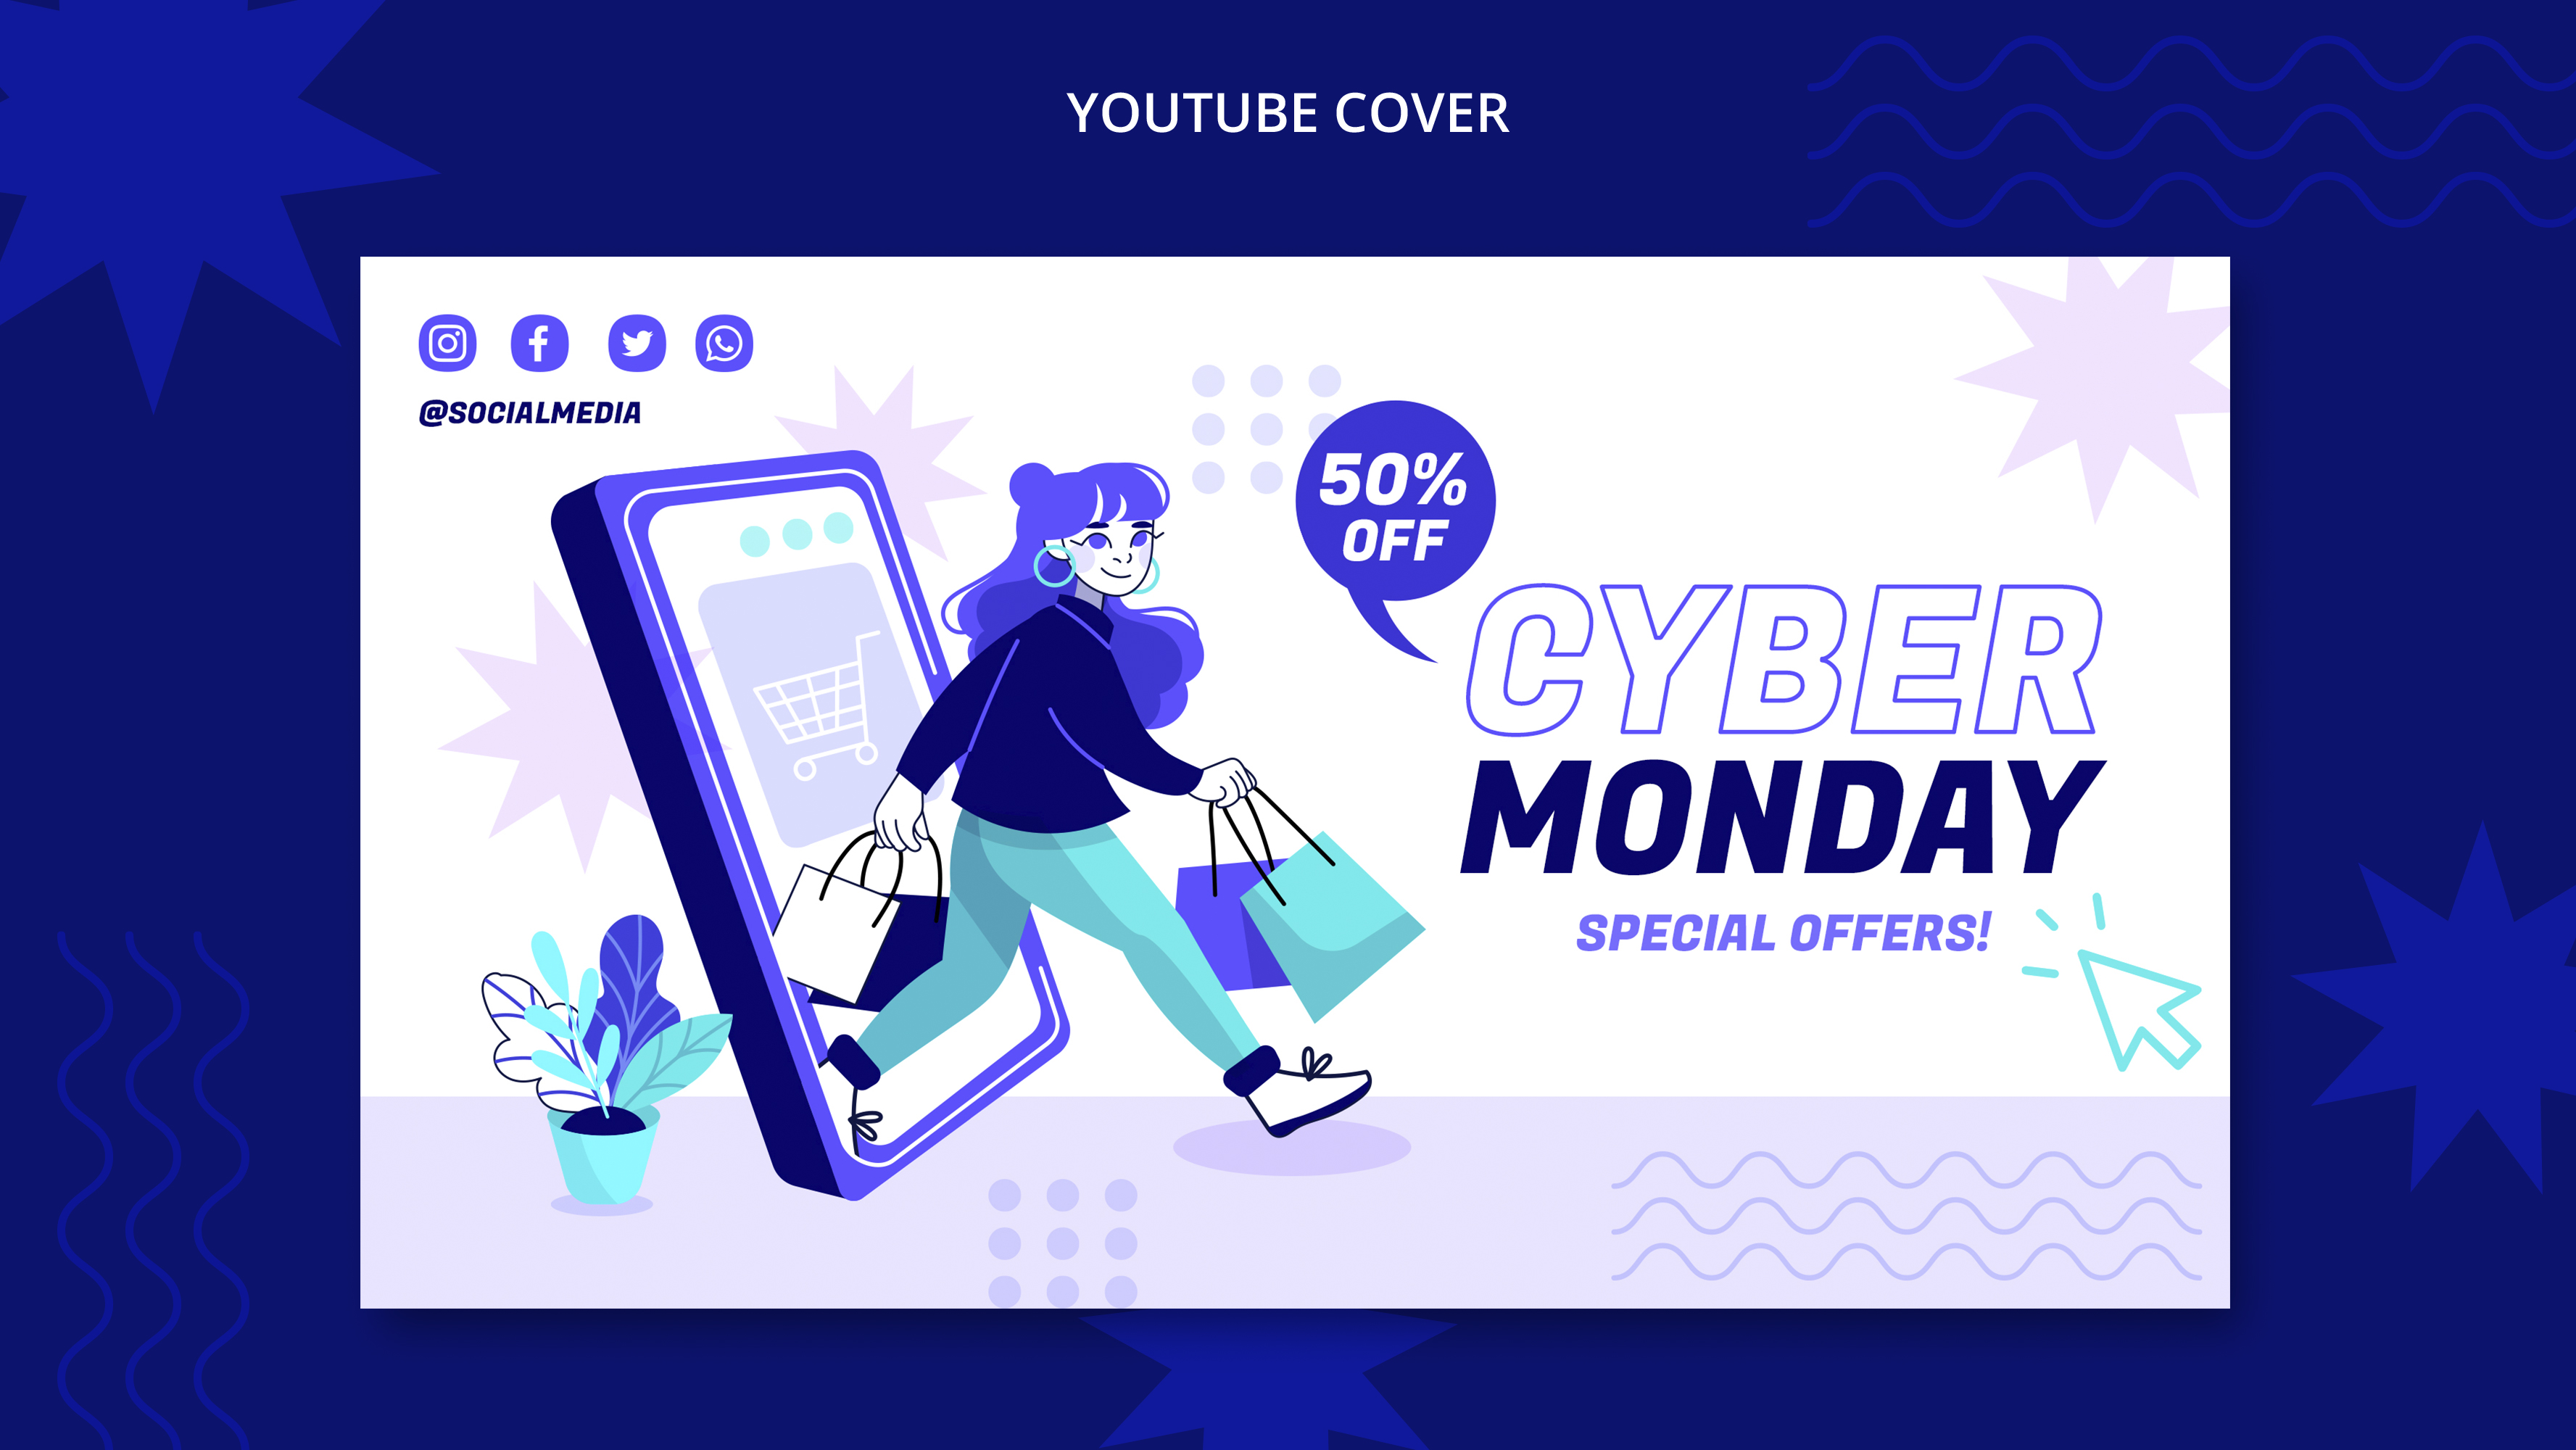 YOUTUBE COVER
@SOCIALMEDIA
50%
OFF
CYBER
MONDAY
SPECIAL OFFERS!